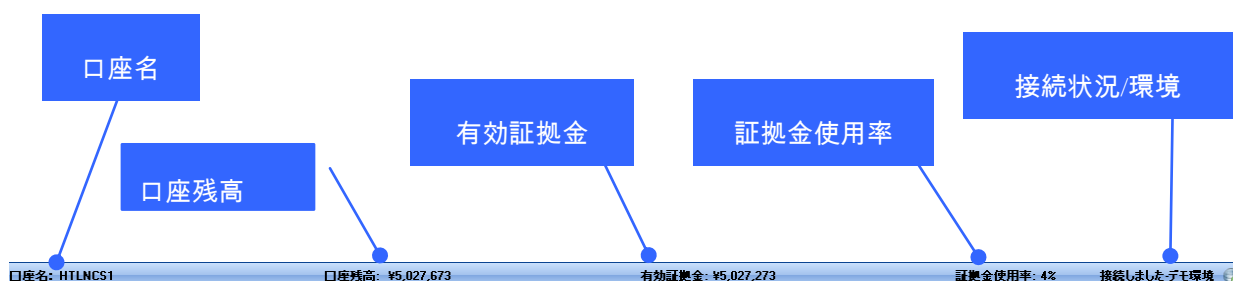 口座名
接続状況/環境
有効証拠金
証拠金使用率
口座残高
口座名: HTLNCS1 口座残高: ¥5,027,673 有効証拠金: ¥5,027,273 証拠金使用率: 4% 接続しました-デモ環境